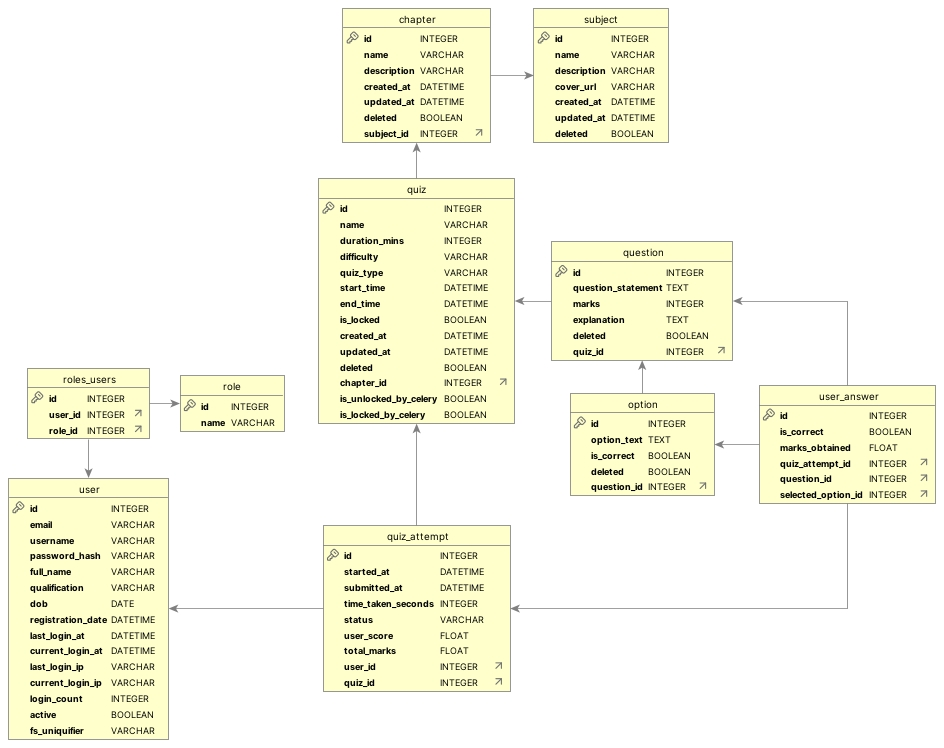 chapter
id INTEGER
name VARCHAR
description VARCHAR
created_at DATETIME
updated_at DATETIME
deleted BOOLEAN
subject_id INTEGER
subject
id INTEGER
name VARCHAR
description VARCHAR
cover_url VARCHAR
created_at DATETIME
updated_at DATETIME
deleted BOOLEAN
quiz
id INTEGER
name VARCHAR
duration_mins INTEGER
difficulty VARCHAR
quiz_type VARCHAR
start_time DATETIME
end_time DATETIME
is_locked BOOLEAN
created_at DATETIME
updated_at DATETIME
deleted BOOLEAN
chapter_id INTEGER
is_unlocked_by_celery BOOLEAN
is_locked_by_celery BOOLEAN
question
id INTEGER
question_statement TEXT
marks INTEGER
explanation TEXT
deleted BOOLEAN
quiz_id INTEGER
roles_users
id INTEGER
user_id INTEGER
role_id INTEGER
role
id INTEGER
name VARCHAR
option
id INTEGER
option_text TEXT
is_correct BOOLEAN
deleted BOOLEAN
question_id INTEGER
user_answer
id INTEGER
is_correct BOOLEAN
marks_obtained FLOAT
quiz_attempt_id INTEGER
question_id INTEGER
selected_option_id INTEGER
user
id INTEGER
email VARCHAR
username VARCHAR
password_hash VARCHAR
full_name VARCHAR
qualification VARCHAR
dob DATE
registration_date DATETIME
last_login_at DATETIME
current_login_at DATETIME
last_login_ip VARCHAR
current_login_ip VARCHAR
login_count INTEGER
active BOOLEAN
fs_uniquifier VARCHAR
quiz_attempt
id INTEGER
started_at DATETIME
submitted_at DATETIME
time_taken_seconds INTEGER
status VARCHAR
user_score FLOAT
total_marks FLOAT
user_id INTEGER
quiz_id INTEGER